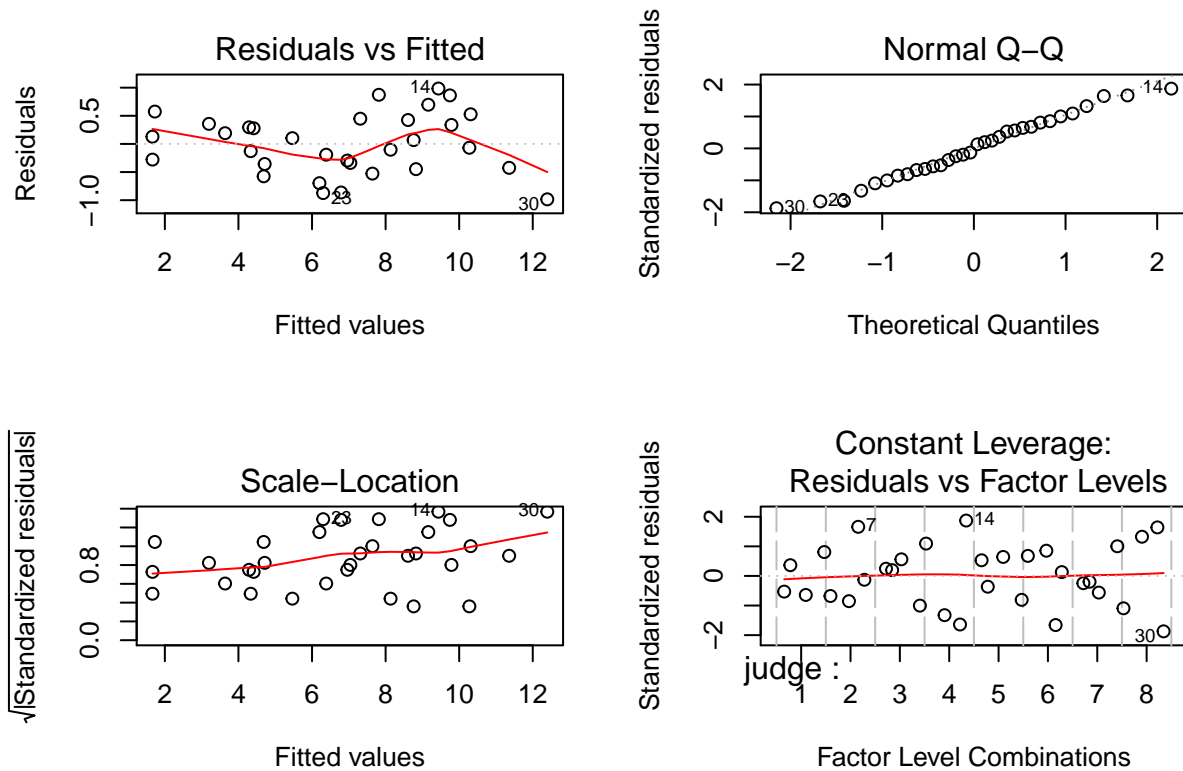 Residuals vs Fitted
Residuals
0.5
−1.0
14
23
30
2 4 6 8 10 12
Fitted values
Normal Q−Q
Standardized residuals
2
0
−2
14
23
30
−2 −1 0 1 2
Theoretical Quantiles
Scale−Location
√|Standardized residuals|
0.8
0.0
23
14
30
2 4 6 8 10 12
Fitted values
Constant Leverage:
Residuals vs Factor Levels
Standardized residuals
2
0
−2
7
14
30
judge :
1 2 3 4 5 6 7 8
Factor Level Combinations